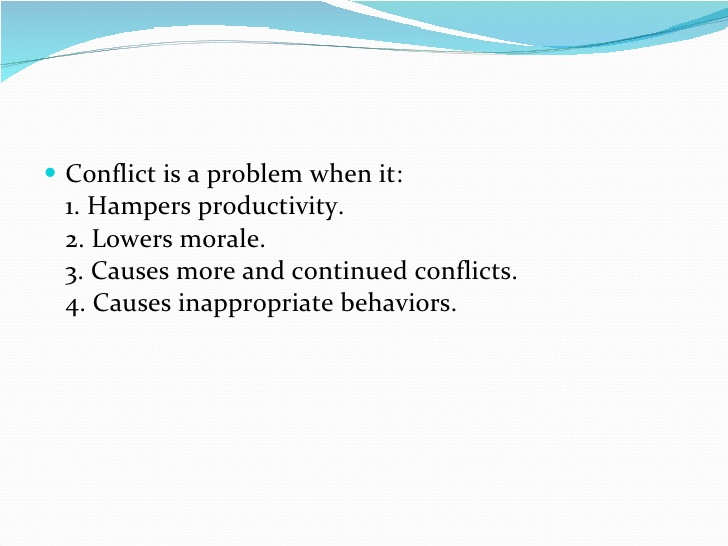 • Conflict is a problem when it:
1. Hampers productivity.
2. Lowers morale.
3. Causes more and continued conflicts.
4. Causes inappropriate behaviors.